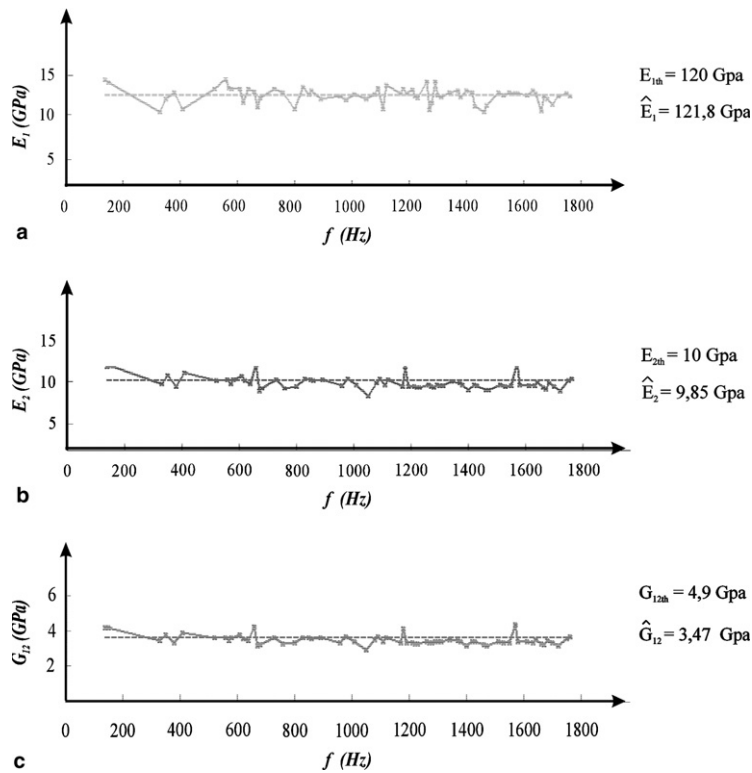 15
10
5
E1 (GPa)
0 200 400 600 800 1000 1200 1400 1600 1800
f (Hz)
a
E1th = 120 Gpa
Ê1 = 121,8 Gpa
15
10
5
E2 (GPa)
0 200 400 600 800 1000 1200 1400 1600 1800
f (Hz)
b
E2th = 10 Gpa
Ê2 = 9,85 Gpa
6
4
2
G12 (GPa)
0 200 400 600 800 1000 1200 1400 1600 1800
f (Hz)
c
G12th = 4,9 Gpa
Ĝ12 = 3,47 Gpa